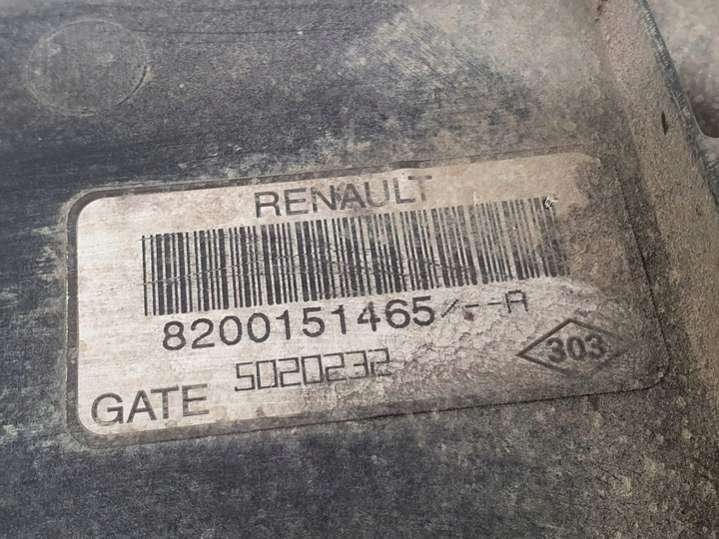 RENAULT
8200151465/--A
GATE 5020232
303